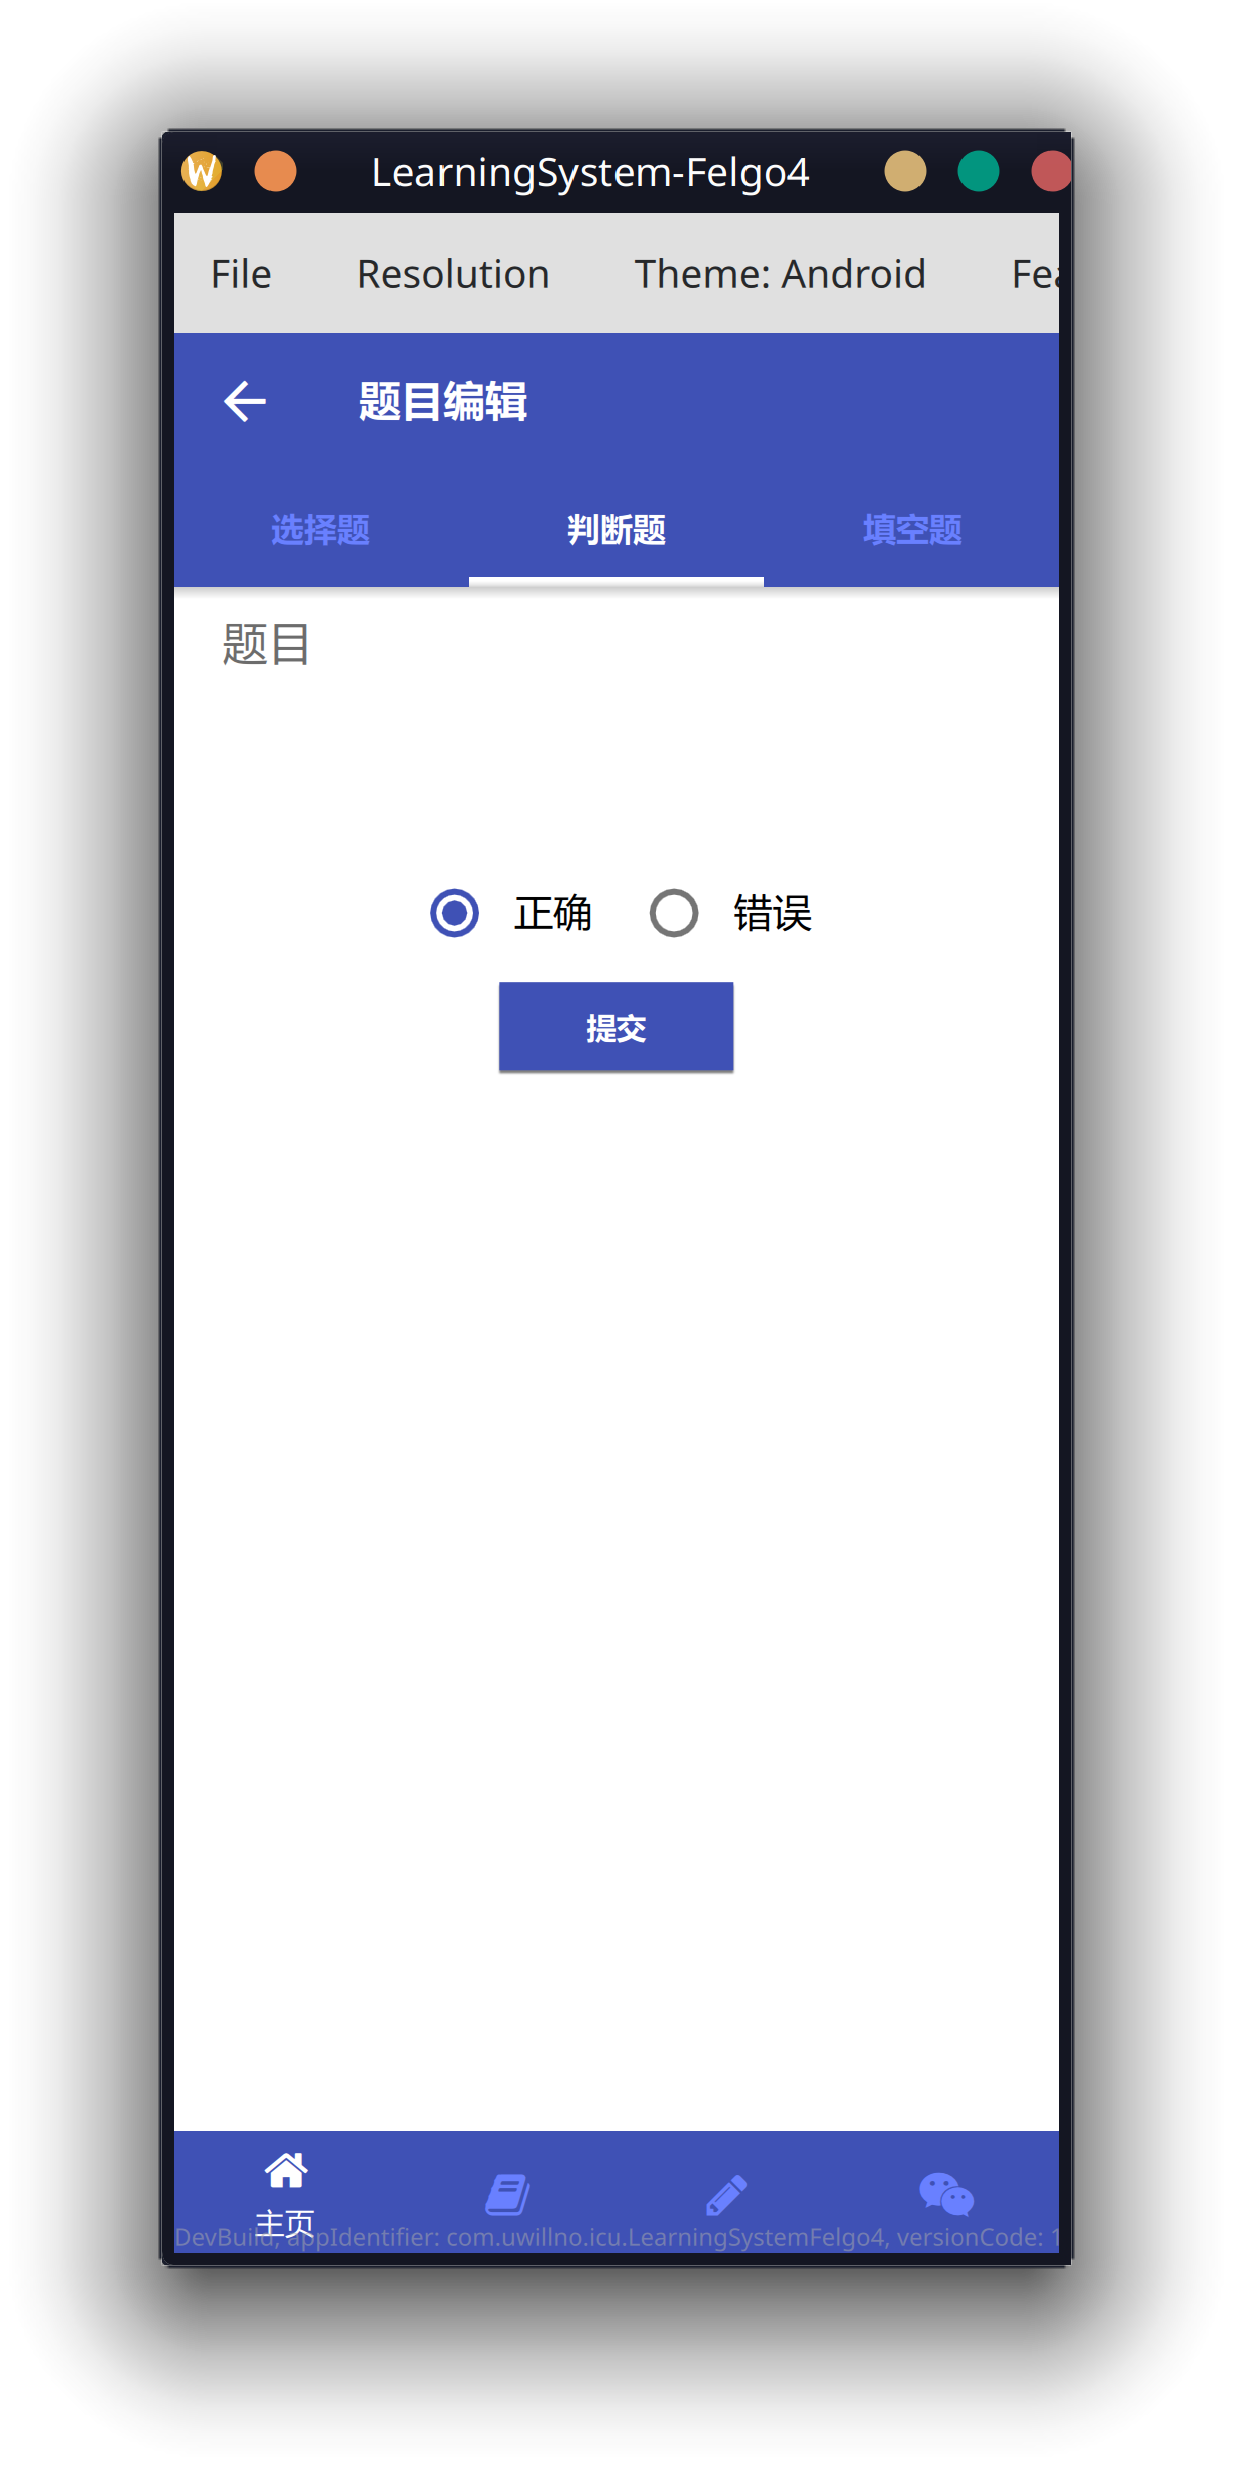 LearningSystem-Felgo4
File Resolution Theme: Android Fea
题目编辑
选择题 判断题 填空题
题目
正确 错误
提交
主页
DevBuild, appIdentifier: com.uwillno.icu.LearningSystemFelgo4, versionCode: 1